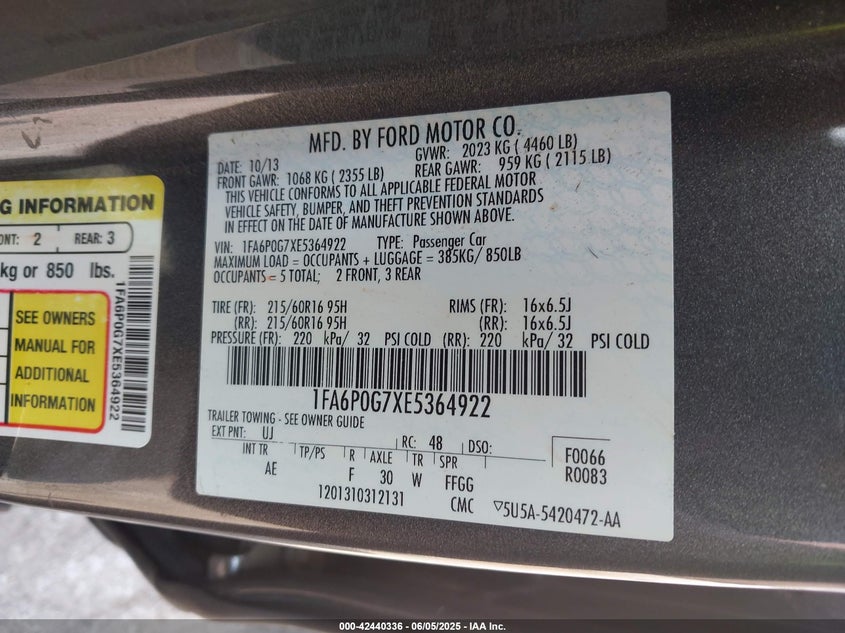 G INFORMATION
ONT: 2 REAR: 3
kg or 850 lbs.
SEE OWNERS
MANUAL FOR
ADDITIONAL
INFORMATION
1FA6P0G7XE5364922
MFD. BY FORD MOTOR CO.
DATE: 10/13 GVWR: 2023 KG ( 4460 LB)
FRONT GAWR: 1068 KG ( 2355 LB) REAR GAWR: 959 KG ( 2115 LB)
THIS VEHICLE CONFORMS TO ALL APPLICABLE FEDERAL MOTOR
VEHICLE SAFETY, BUMPER, AND THEFT PREVENTION STANDARDS
IN EFFECT ON THE DATE OF MANUFACTURE SHOWN ABOVE.
VIN: 1FA6P0G7XE5364922 TYPE: Passenger Car
MAXIMUM LOAD = OCCUPANTS + LUGGAGE = 385KG/ 850LB
OCCUPANTS = 5 TOTAL; 2 FRONT, 3 REAR
TIRE (FR): 215/60R16 95H RIMS (FR): 16x6.5J
(RR): 215/60R16 95H (RR): 16x6.5J
PRESSURE (FR): 220 kPa/ 32 PSI COLD (RR): 220 kPa/ 32 PSI COLD
1FA6P0G7XE5364922
TRAILER TOWING - SEE OWNER GUIDE
EXT PNT: UJ RC: 48 DSO: F0066
INT TR TP/PS R AXLE TR SPR R0083
AE F 30 W FFGG
1201310312131 CMC ▽5U5A-5420472-AA
000-42440336 - 06/05/2025 - IAA Inc.